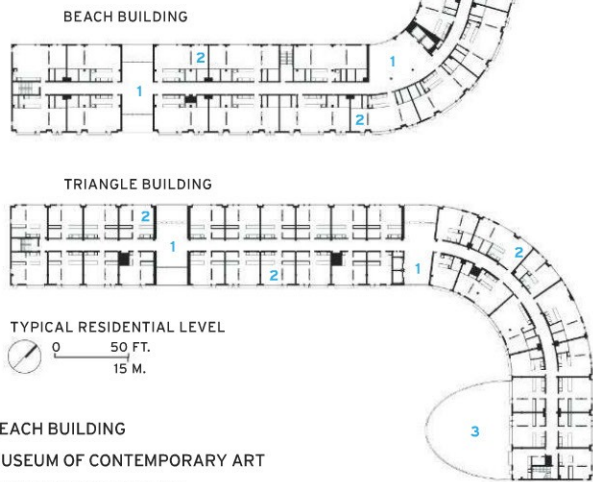 BEACH BUILDING
2
1
1
2
TRIANGLE BUILDING
2
1
2
1
2
TYPICAL RESIDENTIAL LEVEL
0 50 FT.
15 M.
3
EACH BUILDING
USEUM OF CONTEMPORARY ART